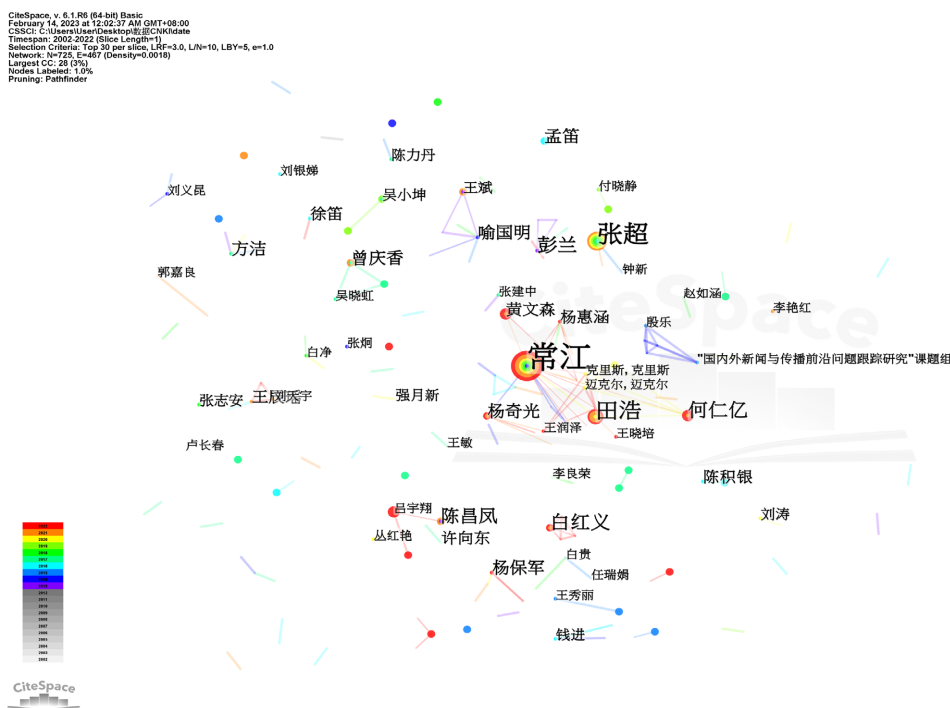 CiteSpace, v. 6.1.R6 (64-bit) Basic
February 14, 2023 at 12:02:37 AM GMT+08:00
CSSCI: C:\Users\User\Desktop\数据CNKI\date
Timespan: 2002-2022 (Slice Length=1)
Selection Criteria: Top 30 per slice, LRF=3.0, L/N=10, LBY=5, e=1.0
Network: N=725, E=467 (Density=0.0018)
Largest CC: 28 (3%)
Nodes Labeled: 1.0%
Pruning: Pathfinder
孟笛
陈力丹
刘银娣
刘义昆
吴小坤
王斌
付晓静
徐笛
喻国明
彭兰
张超
方洁
曾庆香
钟新
郭嘉良
吴晓虹
张建中
赵如涵
黄文森
杨惠涵
李艳红
殷乐
CiteSpace
白净
张炯
常江
"国内外新闻与传播前沿问题跟踪研究"课题组
克里斯, 克里斯
迈克尔, 迈克尔
张志安
强月新
杨奇光
田浩
何仁亿
王润泽
王晓培
卢长春
王敏
李良荣
陈积银
吕宇翔
陈昌凤
刘涛
白红义
丛红艳
许向东
白贵
杨保军
任瑞娟
王秀丽
钱进
CiteSpace